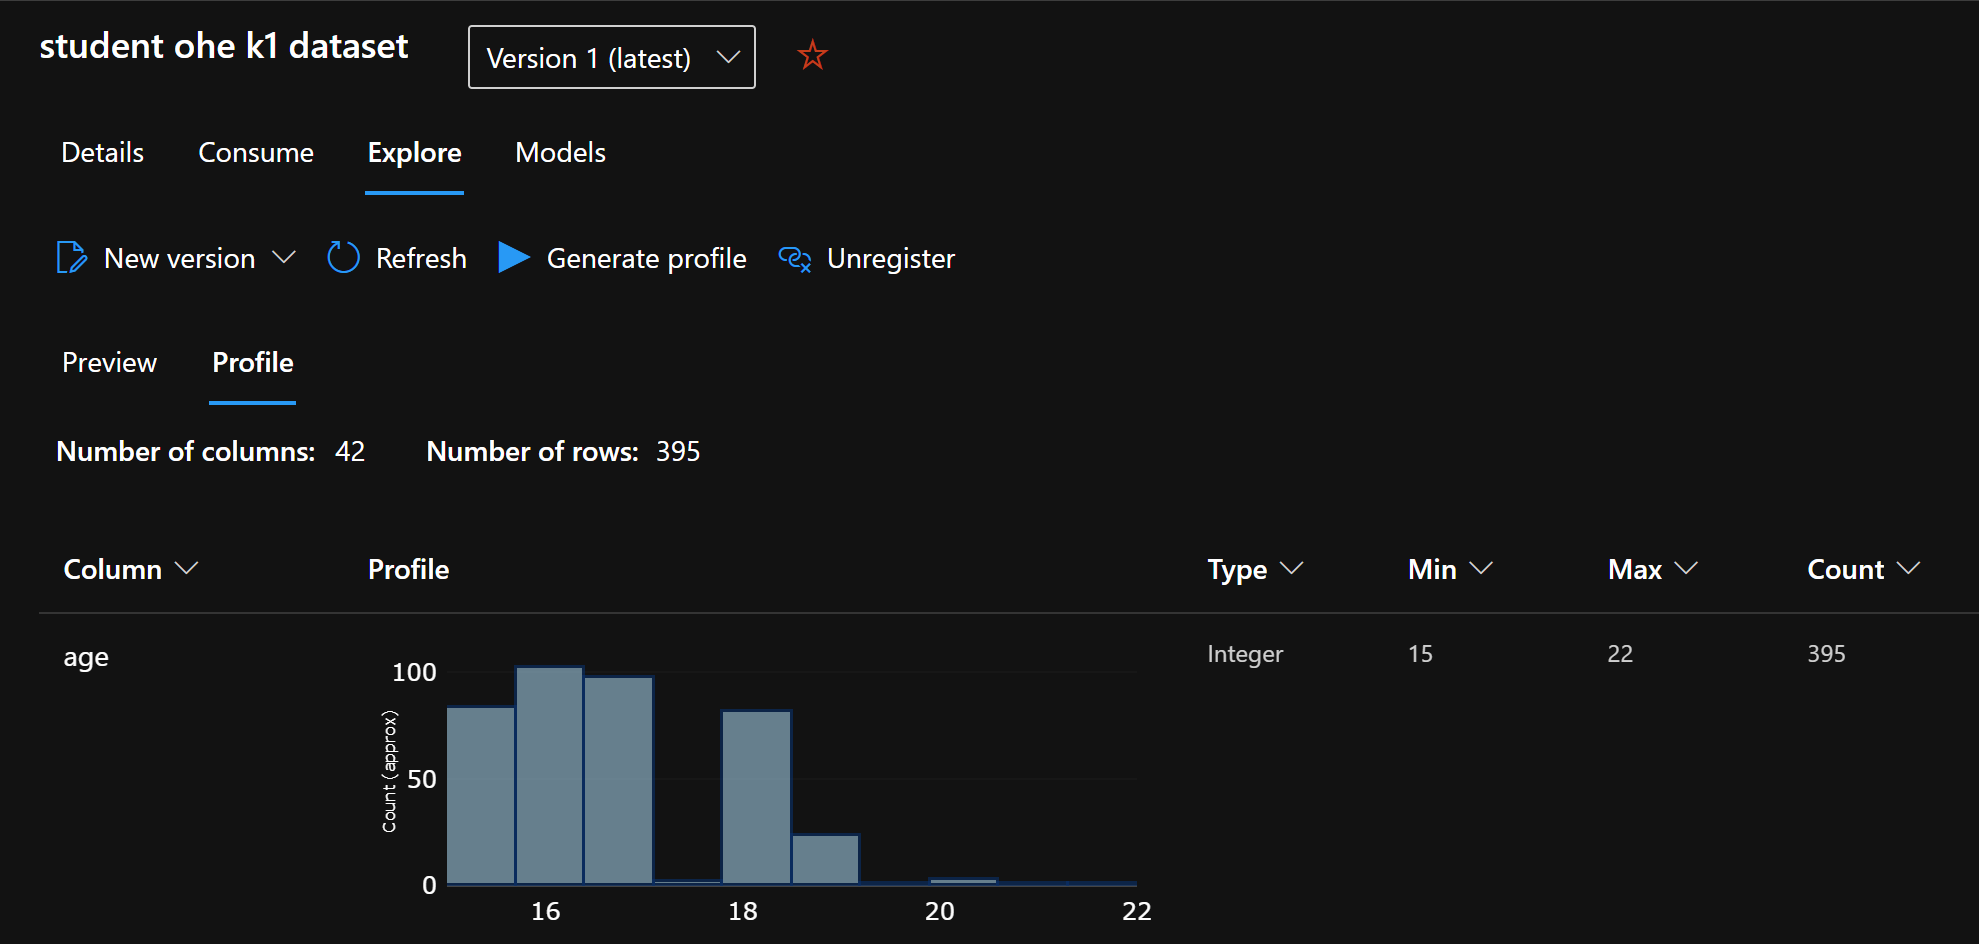 student ohe k1 dataset Version 1 (latest)
Details Consume Explore Models
New version Refresh Generate profile Unregister
Preview Profile
Number of columns: 42 Number of rows: 395
Column Profile Type Min Max Count
age Integer 15 22 395
Count (approx)
100
50
0
16 18 20 22